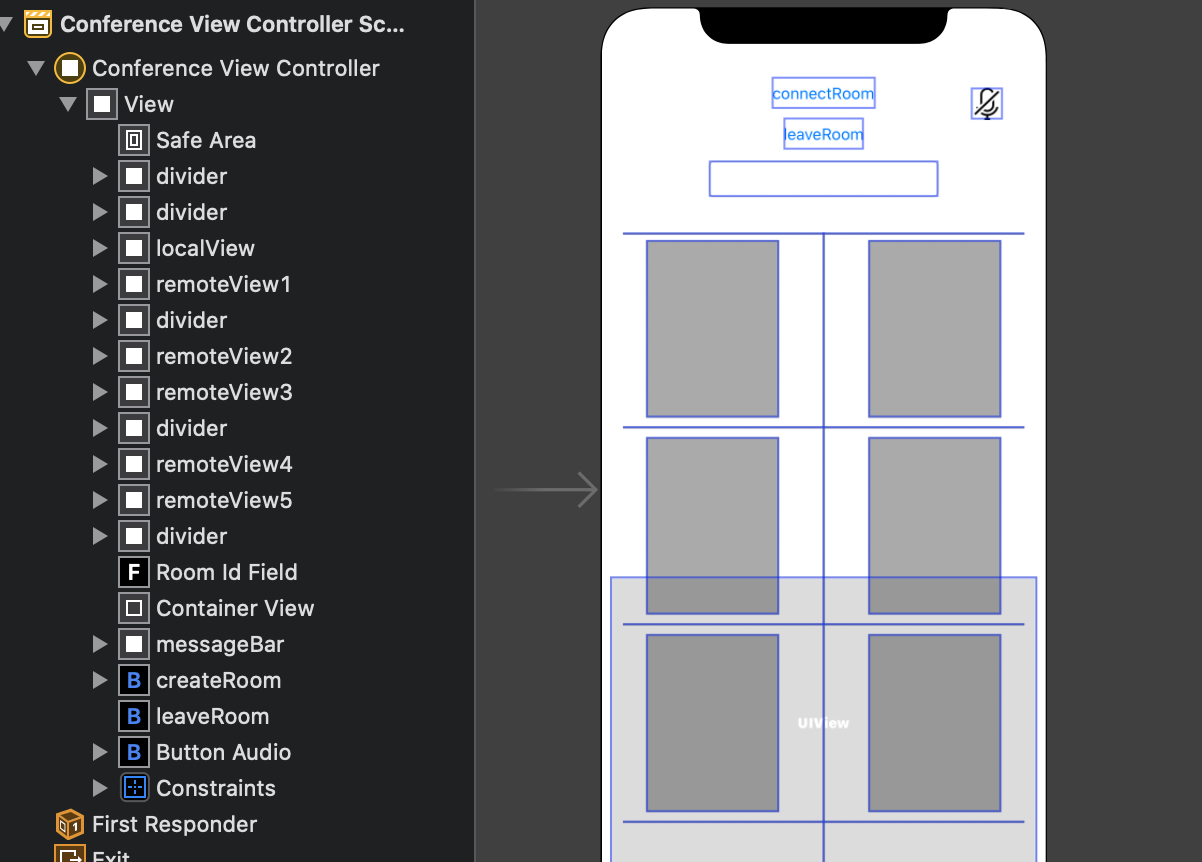 Conference View Controller Sc...
Conference View Controller
View
Safe Area
divider
divider
localView
remoteView1
divider
remoteView2
remoteView3
divider
remoteView4
remoteView5
divider
F Room Id Field
Container View
messageBar
B createRoom
B leaveRoom
B Button Audio
Constraints
1 First Responder
Exit
connectRoom
leaveRoom
UIView